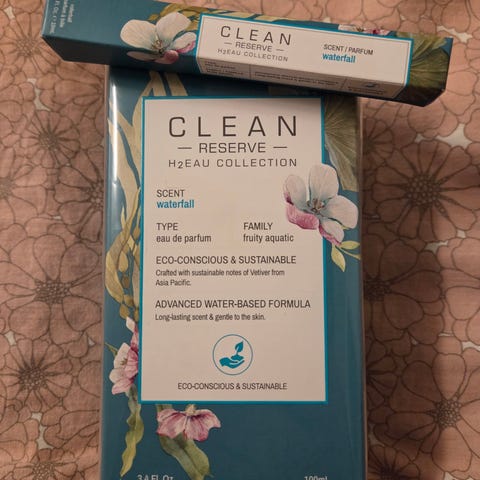 CLEAN
— RESERVE —
H2EAU COLLECTION
SCENT / PARFUM
waterfall
CLEAN
— RESERVE —
H2EAU COLLECTION
SCENT
waterfall
TYPE FAMILY
eau de parfum fruity aquatic
ECO-CONSCIOUS & SUSTAINABLE
Crafted with sustainable notes of Vetiver from
Asia Pacific.
ADVANCED WATER-BASED FORMULA
Long-lasting scent & gentle to the skin.
ECO-CONSCIOUS & SUSTAINABLE
3.4 FL Oz 100ml